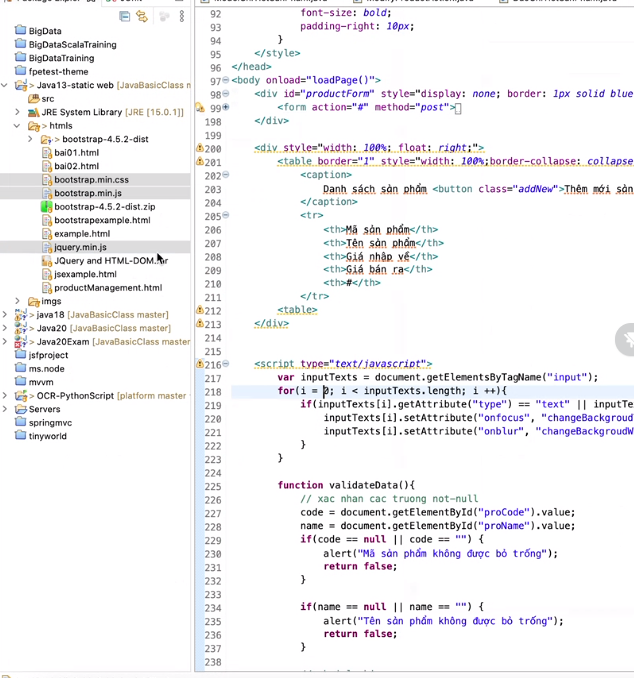 BigData
BigDataScalaTraining
BigDataTraining
fpetest-theme
> Java13-static web [JavaBasicClass m
src
> JRE System Library [JRE [15.0.1]]
> htmls
> bootstrap-4.5.2-dist
bai01.html
bai02.html
bootstrap.min.css
bootstrap.min.js
bootstrap-4.5.2-dist.zip
bootstrapexample.html
example.html
jquery.min.js
JQuery and HTML-DOM.
jsexample.html
productManagement.html
> imgs
> java18 [JavaBasicClass master]
> Java20 [JavaBasicClass master]
> Java20Exam [JavaBasicClass master
jsfproject
ms.node
mvvm
> OCR-PythonScript [platform master
Servers
springmvc
tinyworld
92 font-size: bold;
93 padding-right: 10px;
94 }
95 </style>
96 </head>
97 <body onload="loadPage()">
98 <div id="productForm" style="display: none; border: 1px solid blue
99 <form action="#" method="post">
198 </div>
199
200 <div style="width: 100%; float: right;">
201 <table border="1" style="width: 100%;border-collapse: collapse
202 <caption>
203 Danh sách sản phẩm <button class="addNew">Thêm mới sản
204 </caption>
205 <tr>
206 <th>Mã sản phẩm</th>
207 <th>Tên sản phẩm</th>
208 <th>Giá nhập về</th>
209 <th>Giá bán ra</th>
210 <th>#</th>
211 </tr>
212 <table>
213 </div>
214
215
216 <script type="text/javascript">
217 var inputTexts = document.getElementsByTagName("input");
218 for(i = 0; i < inputTexts.length; i ++){
219 if(inputTexts[i].getAttribute("type") == "text" || inputTe
220 inputTexts[i].setAttribute("onfocus", "changeBackgroud
221 inputTexts[i].setAttribute("onblur", "changeBackgroudW
222 }
223 }
224
225 function validateData(){
226 // xac nhan cac truong not-null
227 code = document.getElementById("proCode").value;
228 name = document.getElementById("proName").value;
229 if(code == null || code == "") {
230 alert("Mã sản phẩm không được bỏ trống");
231 return false;
232 }
233
234 if(name == null || name == "") {
235 alert("Tên sản phẩm không được bỏ trống");
236 return false;
237 }
238